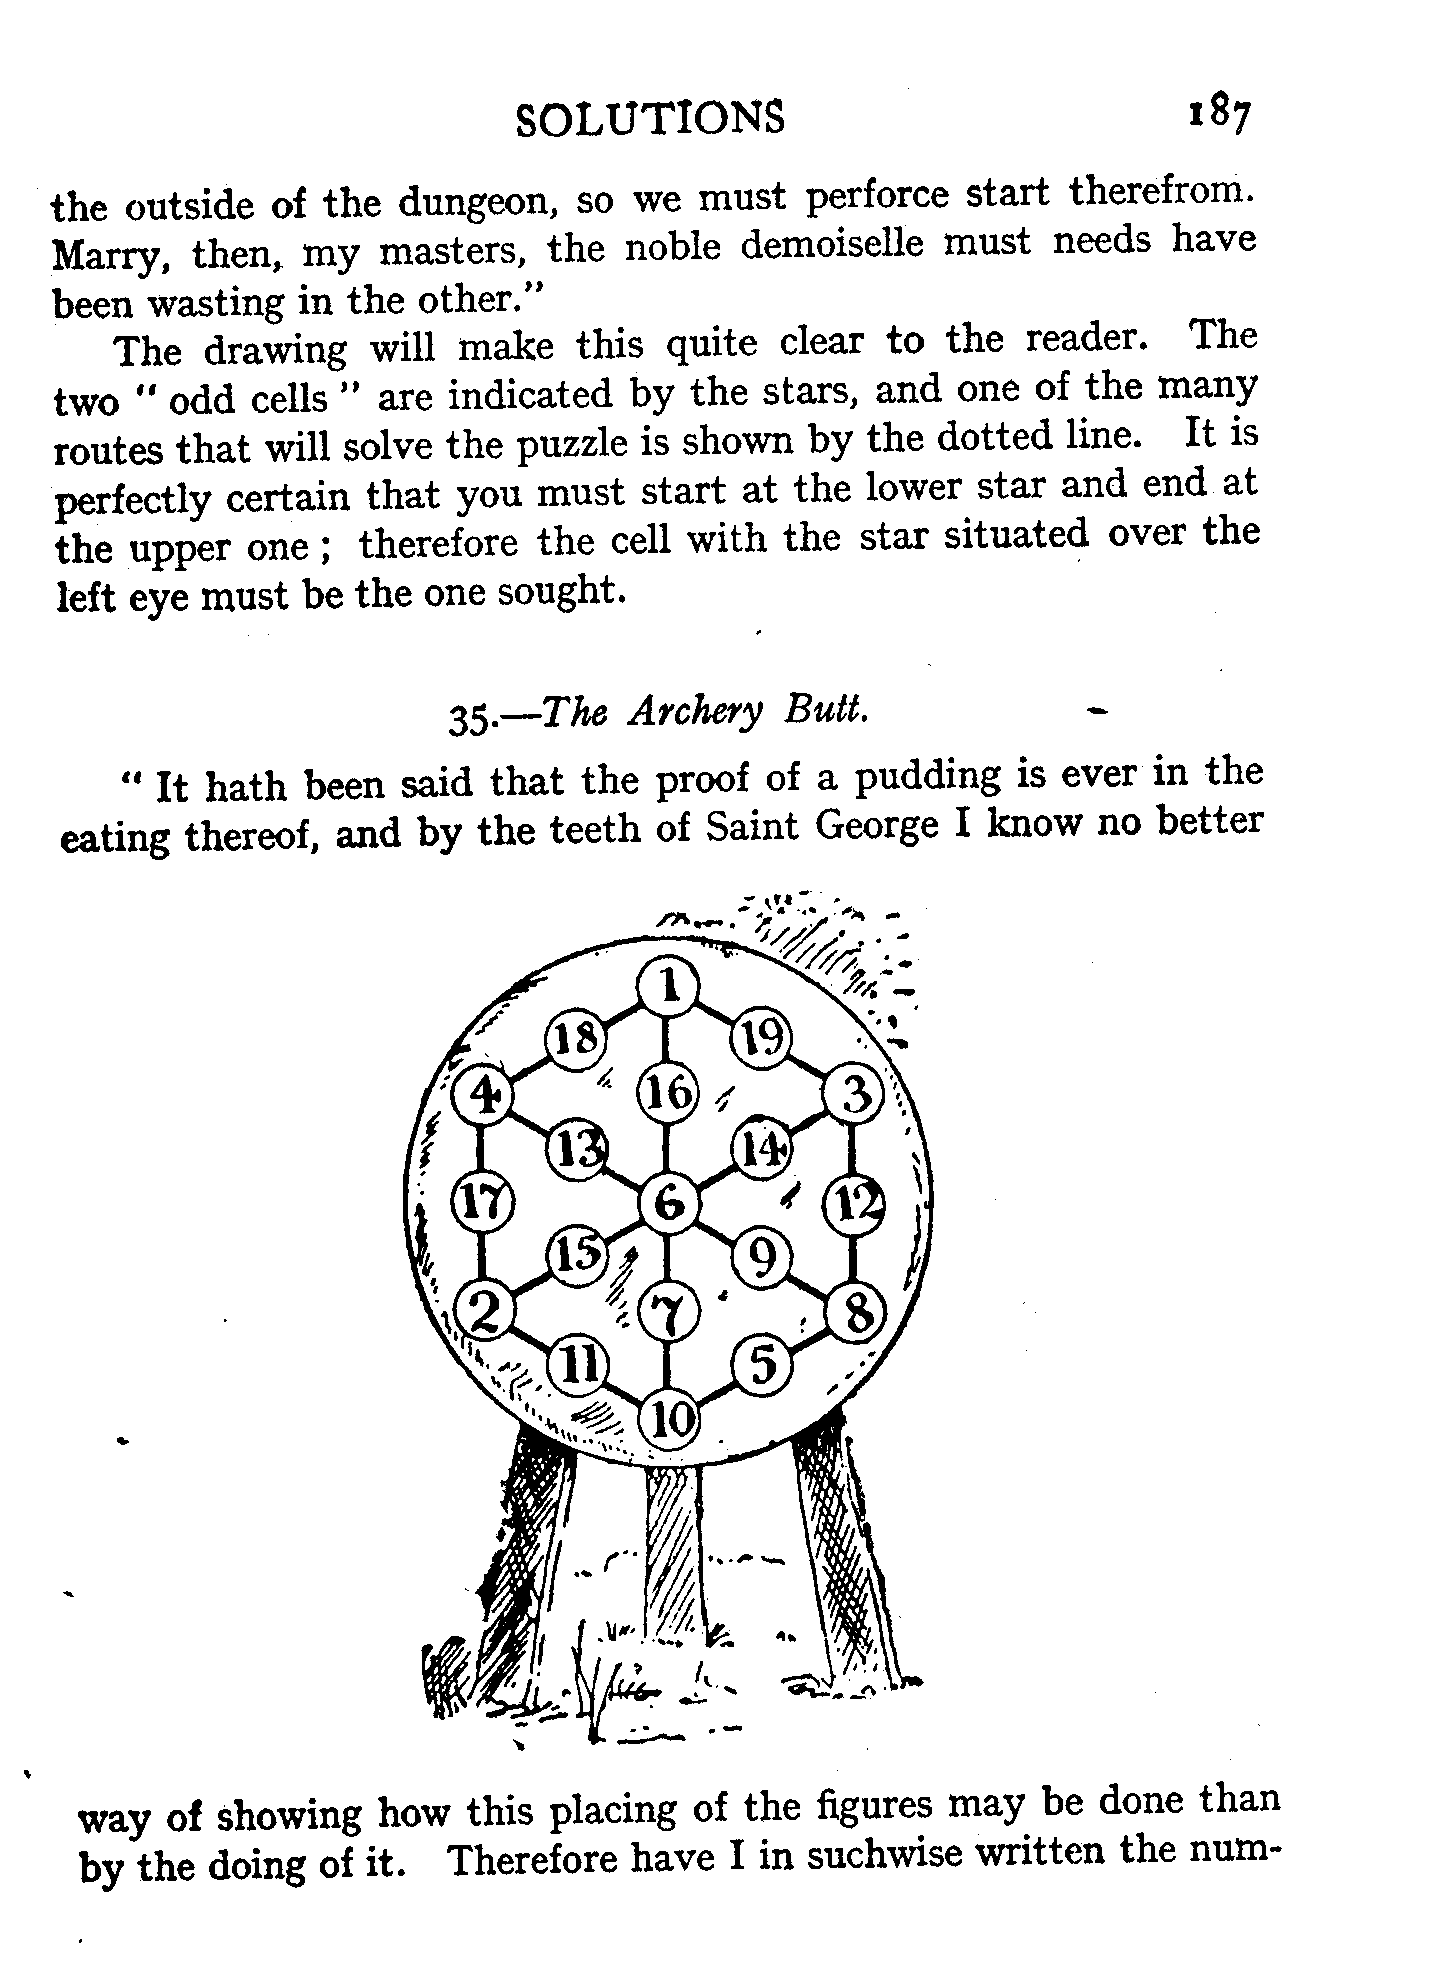 SOLUTIONS 187
the outside of the dungeon, so we must perforce start therefrom.
Marry, then, my masters, the noble demoiselle must needs have
been wasting in the other.”
The drawing will make this quite clear to the reader. The
two “ odd cells ” are indicated by the stars, and one of the many
routes that will solve the puzzle is shown by the dotted line. It is
perfectly certain that you must start at the lower star and end at
the upper one ; therefore the cell with the star situated over the
left eye must be the one sought.
35.—The Archery Butt.
“ It hath been said that the proof of a pudding is ever in the
eating thereof, and by the teeth of Saint George I know no better
1
18 19
4 16 3
13 14
17 6 12
15 9
2 7 8
11 5
10
way of showing how this placing of the figures may be done than
by the doing of it. Therefore have I in suchwise written the num-